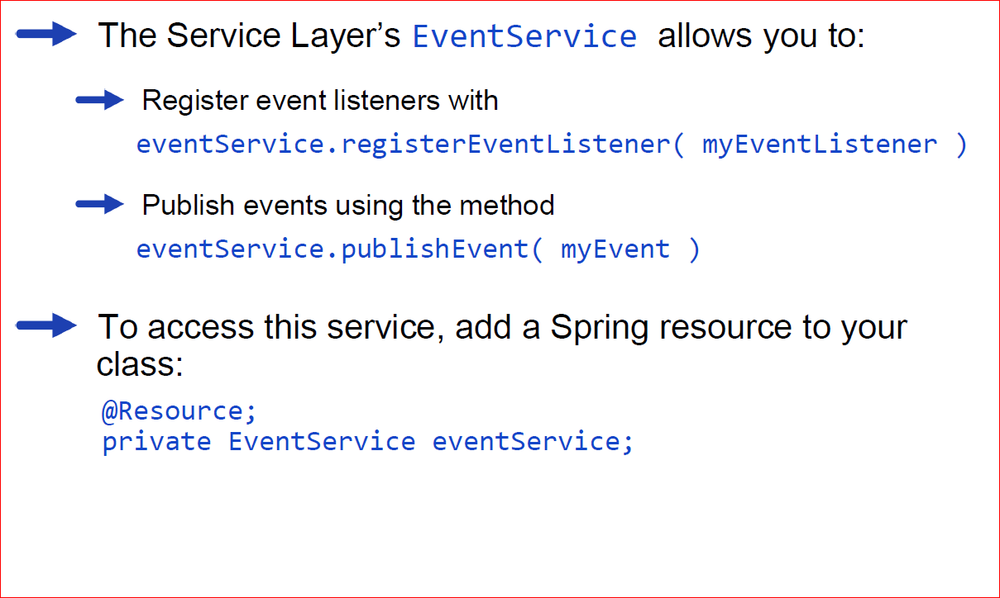 The Service Layer’s EventService allows you to:
Register event listeners with
eventService.registerEventListener( myEventListener )
Publish events using the method
eventService.publishEvent( myEvent )
To access this service, add a Spring resource to your
class:
@Resource;
private EventService eventService;